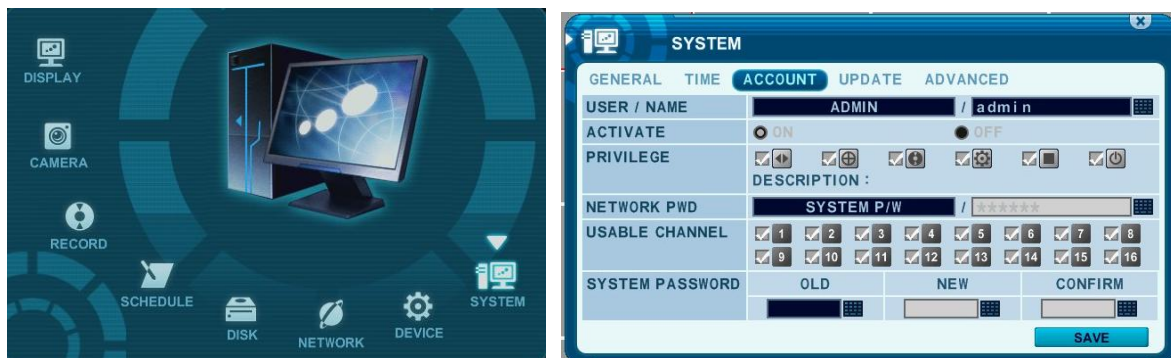 DISPLAY
CAMERA
RECORD
SCHEDULE
DISK
NETWORK
DEVICE
SYSTEM
SYSTEM
GENERAL TIME ACCOUNT UPDATE ADVANCED
USER / NAME ADMIN / admin
ACTIVATE ON OFF
PRIVILEGE
DESCRIPTION :
NETWORK PWD SYSTEM P/W / ******
USABLE CHANNEL 1 2 3 4 5 6 7 8
9 10 11 12 13 14 15 16
SYSTEM PASSWORD OLD NEW CONFIRM
SAVE